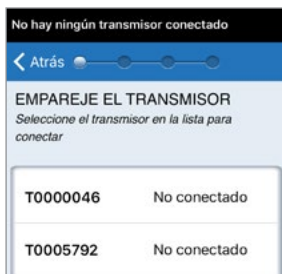 No hay ningún transmisor conectado
Atrás
EMPAREJE EL TRANSMISOR
Seleccione el transmisor en la lista para
conectar
T0000046 No conectado
T0005792 No conectado